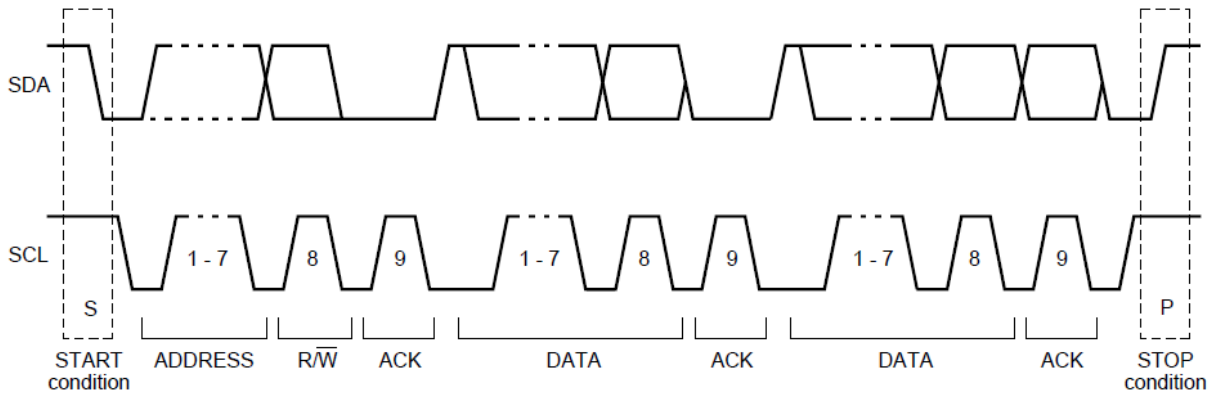 SDA
SCL
1 - 7 8 9 1 - 7 8 9 1 - 7 8 9
S P
START ADDRESS R/W̅ ACK DATA ACK DATA ACK STOP
condition condition